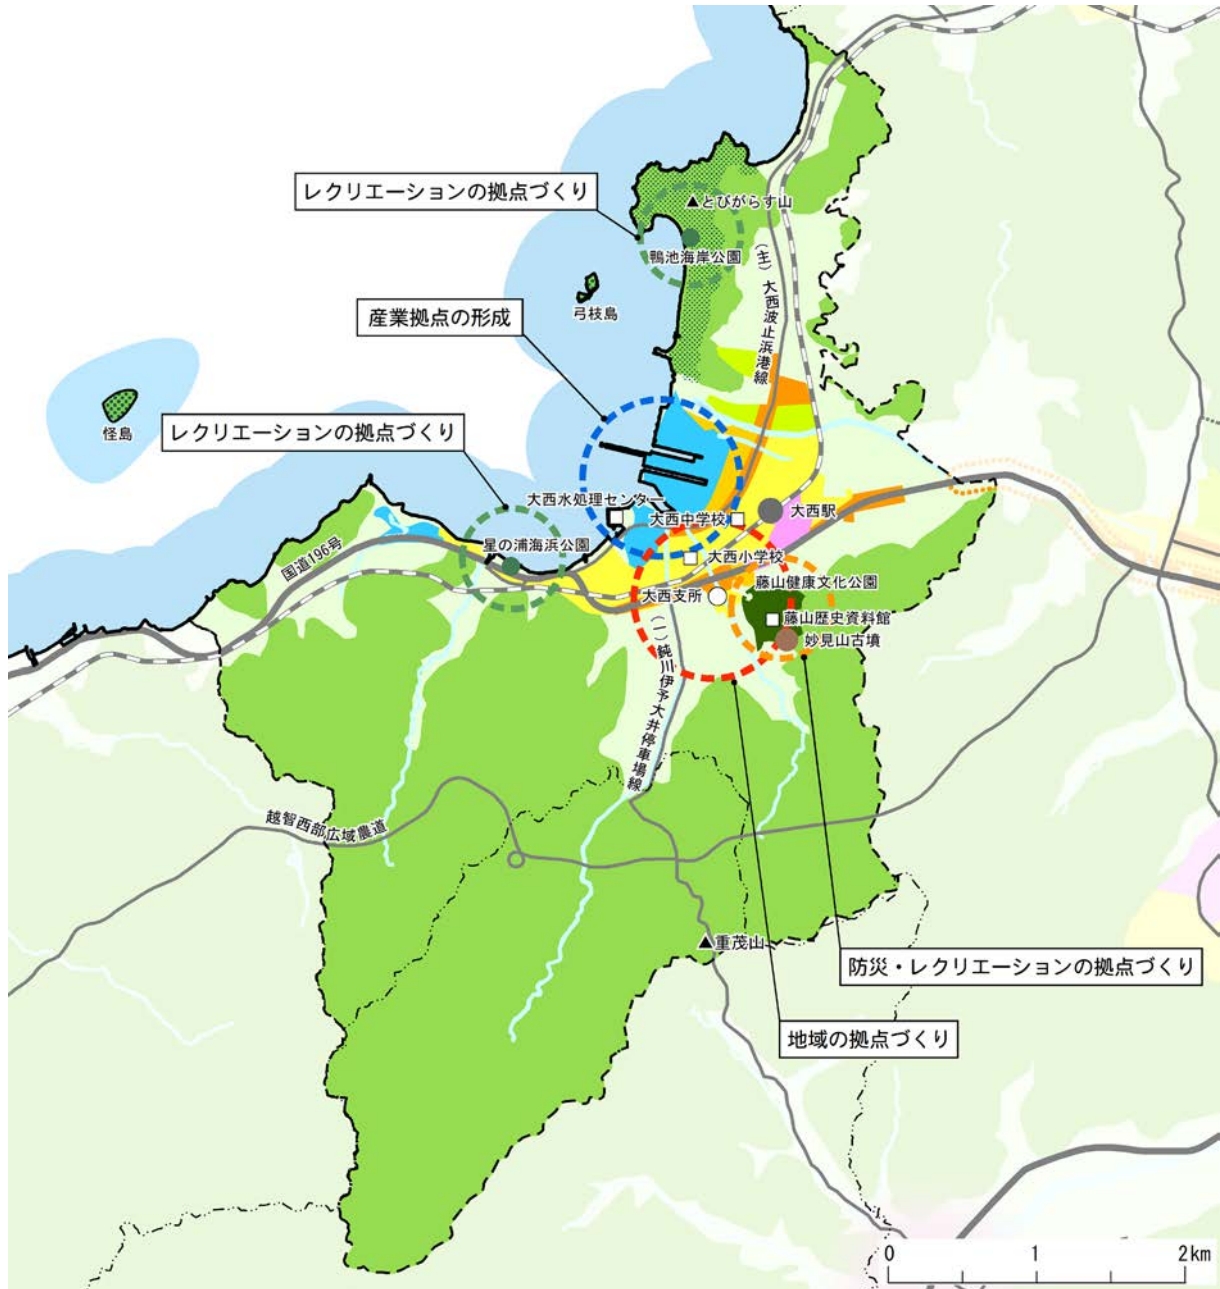 レクリエーションの拠点づくり
▲とびがらす山
鴨池海岸公園
(主)大西波止浜港線
弓枝島
産業拠点の形成
怪島
レクリエーションの拠点づくり
大西水処理センター
大西中学校
大西駅
国道196号
星の浦海浜公園
大西小学校
大西支所
藤山健康文化公園
藤山歴史資料館
妙見山古墳
(一)鈍川伊予大井停車場線
越智西部広域農道
▲重茂山
防災・レクリエーションの拠点づくり
地域の拠点づくり
0 1 2km